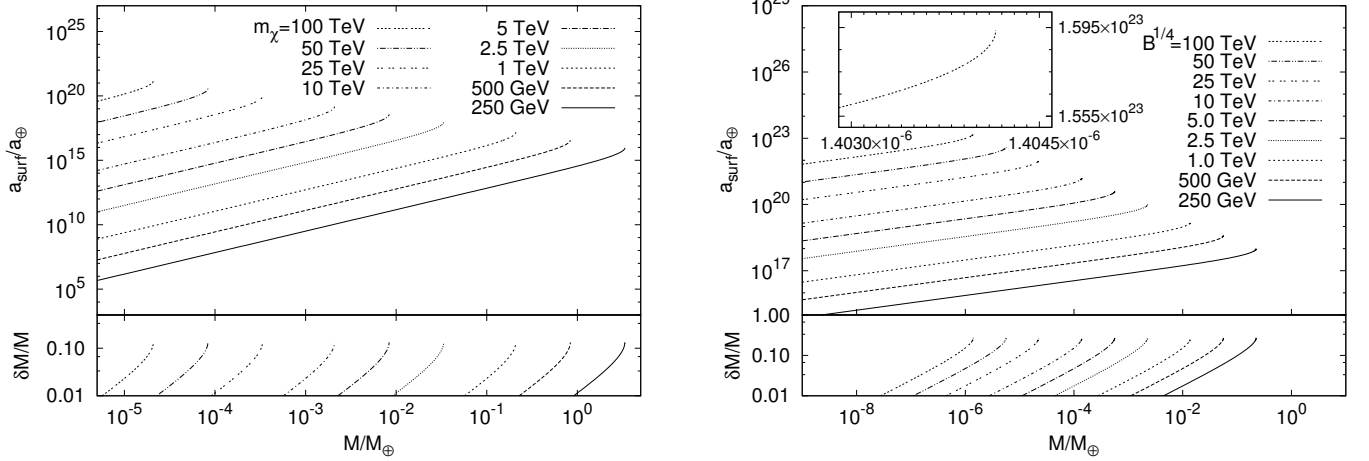 10^25
10^20
10^15
10^10
10^5
a_surf/a_⊕
m_χ=100 TeV
50 TeV
25 TeV
10 TeV
5 TeV
2.5 TeV
1 TeV
500 GeV
250 GeV
0.10
0.01
δM/M
10^-5 10^-4 10^-3 10^-2 10^-1 10^0
M/M_⊕
10^29
10^26
10^23
10^20
10^17
1.00
a_surf/a_⊕
1.595×10^23
1.555×10^23
1.4030×10^-6 1.4045×10^-6
B^1/4=100 TeV
50 TeV
25 TeV
10 TeV
5.0 TeV
2.5 TeV
1.0 TeV
500 GeV
250 GeV
0.10
0.01
δM/M
10^-8 10^-6 10^-4 10^-2 10^0
M/M_⊕